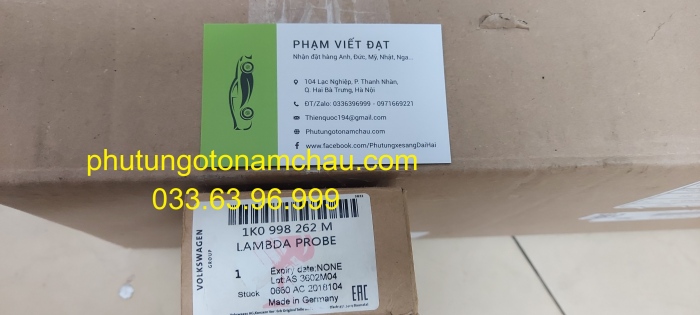 PHẠM VIẾT ĐẠT
Nhận đặt hàng Anh, Đức, Mỹ, Nhật, Nga...
104 Lạc Nghiệp, P. Thanh Nhàn,
Q. Hai Bà Trưng, Hà Nội
ĐT/Zalo: 0336396999 - 0971669221
Thienquoc194@gmail.com
Phutungotonamchau.com
www.facebook.com/PhutungxesangDaiHai
phutungotonamchau.com
033.63.96.999
VOLKSWAGEN
GROUP
1K0 998 262 M
LAMBDA PROBE
1
Stück
Expiry date:NONE
Lot:AS 3602M04
0660 AC 2018104
Made in Germany
EAC